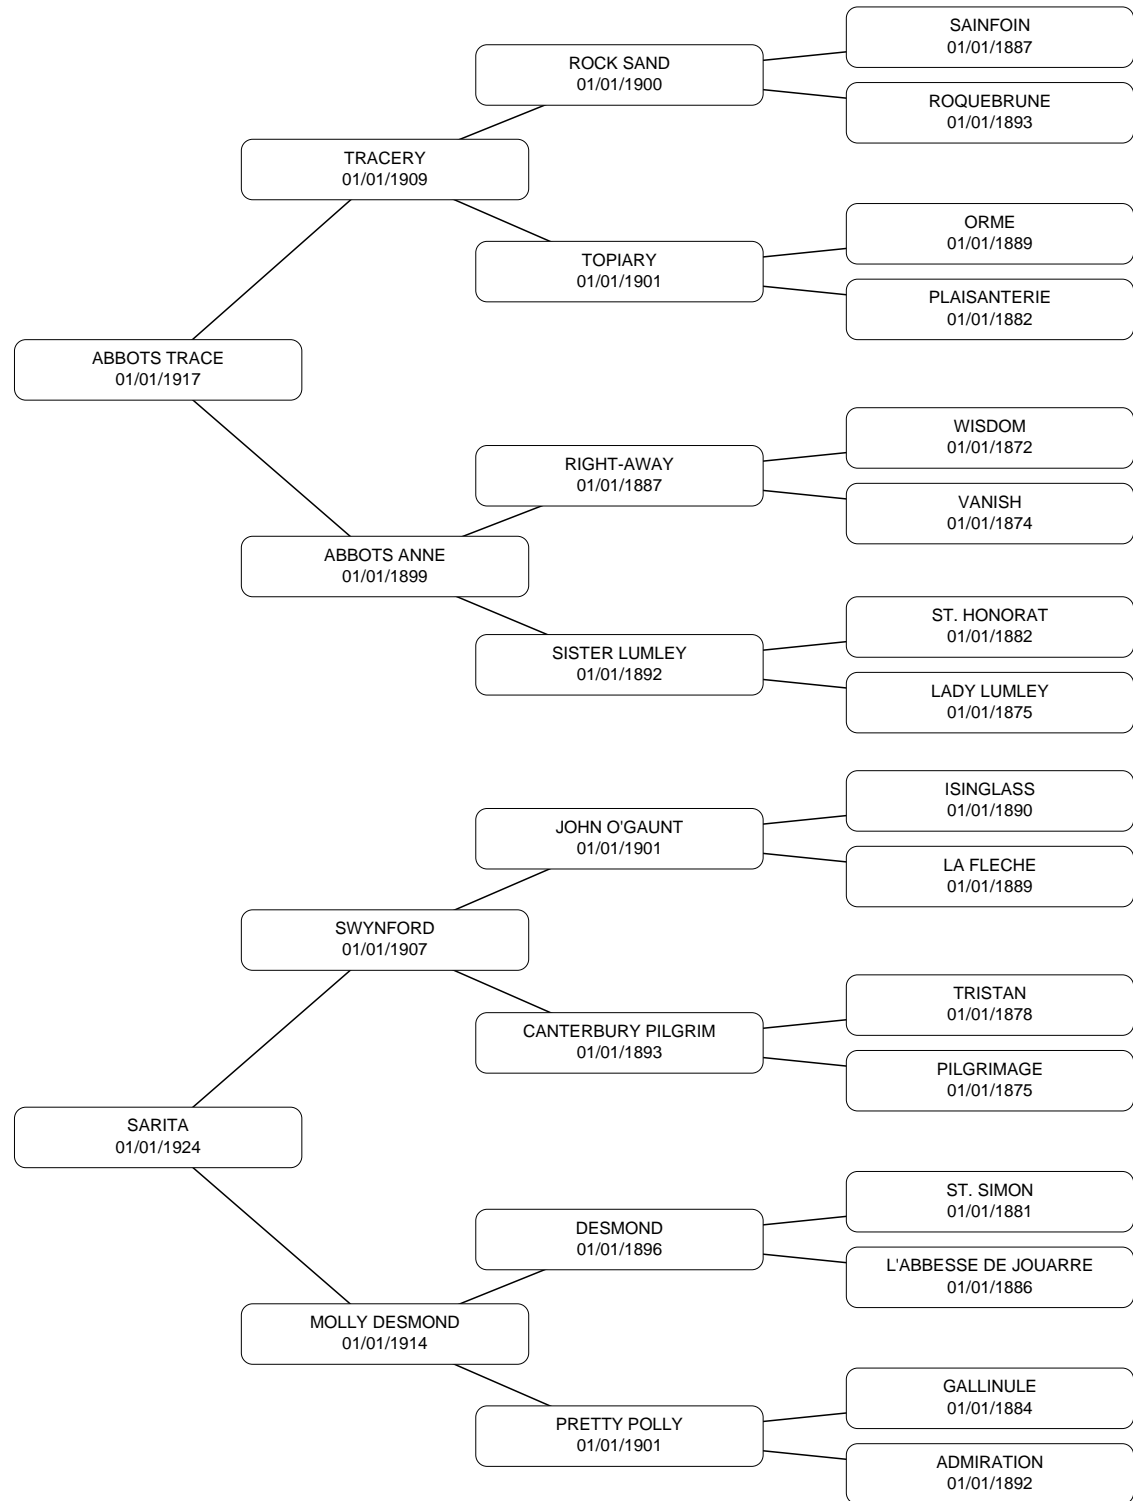 SAINFOIN
01/01/1887
ROCK SAND
01/01/1900
ROQUEBRUNE
01/01/1893
TRACERY
01/01/1909
ORME
01/01/1889
TOPIARY
01/01/1901
PLAISANTERIE
01/01/1882
ABBOTS TRACE
01/01/1917
WISDOM
01/01/1872
RIGHT-AWAY
01/01/1887
VANISH
01/01/1874
ABBOTS ANNE
01/01/1899
ST. HONORAT
01/01/1882
SISTER LUMLEY
01/01/1892
LADY LUMLEY
01/01/1875
ISINGLASS
01/01/1890
JOHN O'GAUNT
01/01/1901
LA FLECHE
01/01/1889
SWYNFORD
01/01/1907
TRISTAN
01/01/1878
CANTERBURY PILGRIM
01/01/1893
PILGRIMAGE
01/01/1875
SARITA
01/01/1924
ST. SIMON
01/01/1881
DESMOND
01/01/1896
L'ABBESSE DE JOUARRE
01/01/1886
MOLLY DESMOND
01/01/1914
GALLINULE
01/01/1884
PRETTY POLLY
01/01/1901
ADMIRATION
01/01/1892